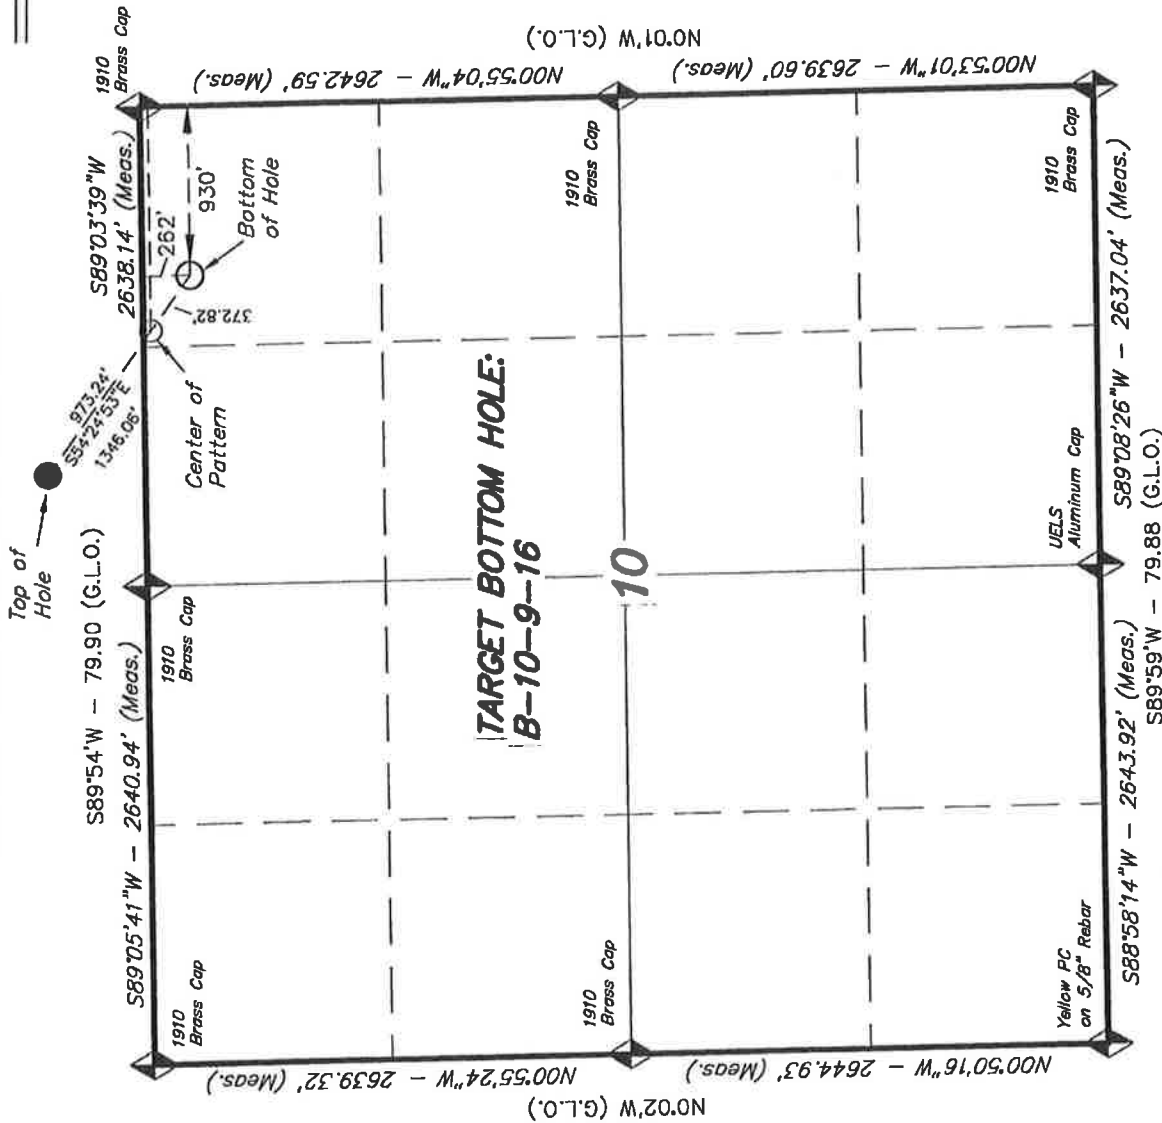 Top of
Hole
S89°54'W – 79.90 (G.L.O.)
S89°05'41"W – 2640.94' (Meas.)
S89°03'39"W
2638.14' (Meas.)
1910
Brass Cap
973.24'
S54°24'53"E
1346.06'
1910
Brass Cap
1910
Brass Cap
Center of
Pattern
262'
930'
372.82'
Bottom
of Hole
N00°55'04"W – 2642.59' (Meas.)
N0°01'W (G.L.O.)
N00°53'01"W – 2639.60' (Meas.)
TARGET BOTTOM HOLE:
B–10–9–16
10
1910
Brass Cap
1910
Brass Cap
N00°55'24"W – 2639.32' (Meas.)
N0°02'W (G.L.O.)
N00°50'16"W – 2644.93' (Meas.)
Yellow PC
on 5/8" Rebar
UELS
Aluminum Cap
1910
Brass Cap
S88°58'14"W – 2643.92' (Meas.)
S89°08'26"W – 2637.04' (Meas.)
S89°59'W – 79.88 (G.L.O.)